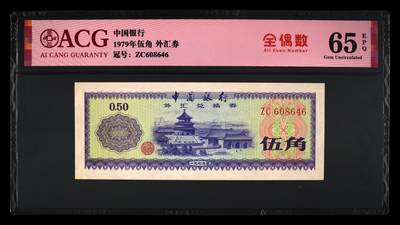 ACG
AI CANG GUARANTY
中国银行
1979年伍角 外汇券
冠号：ZC608646
全偶数
All Even Number
65 EPQ
Gem Uncirculated
中国银行
外汇兑换券
0.50
ZC 608646
伍角